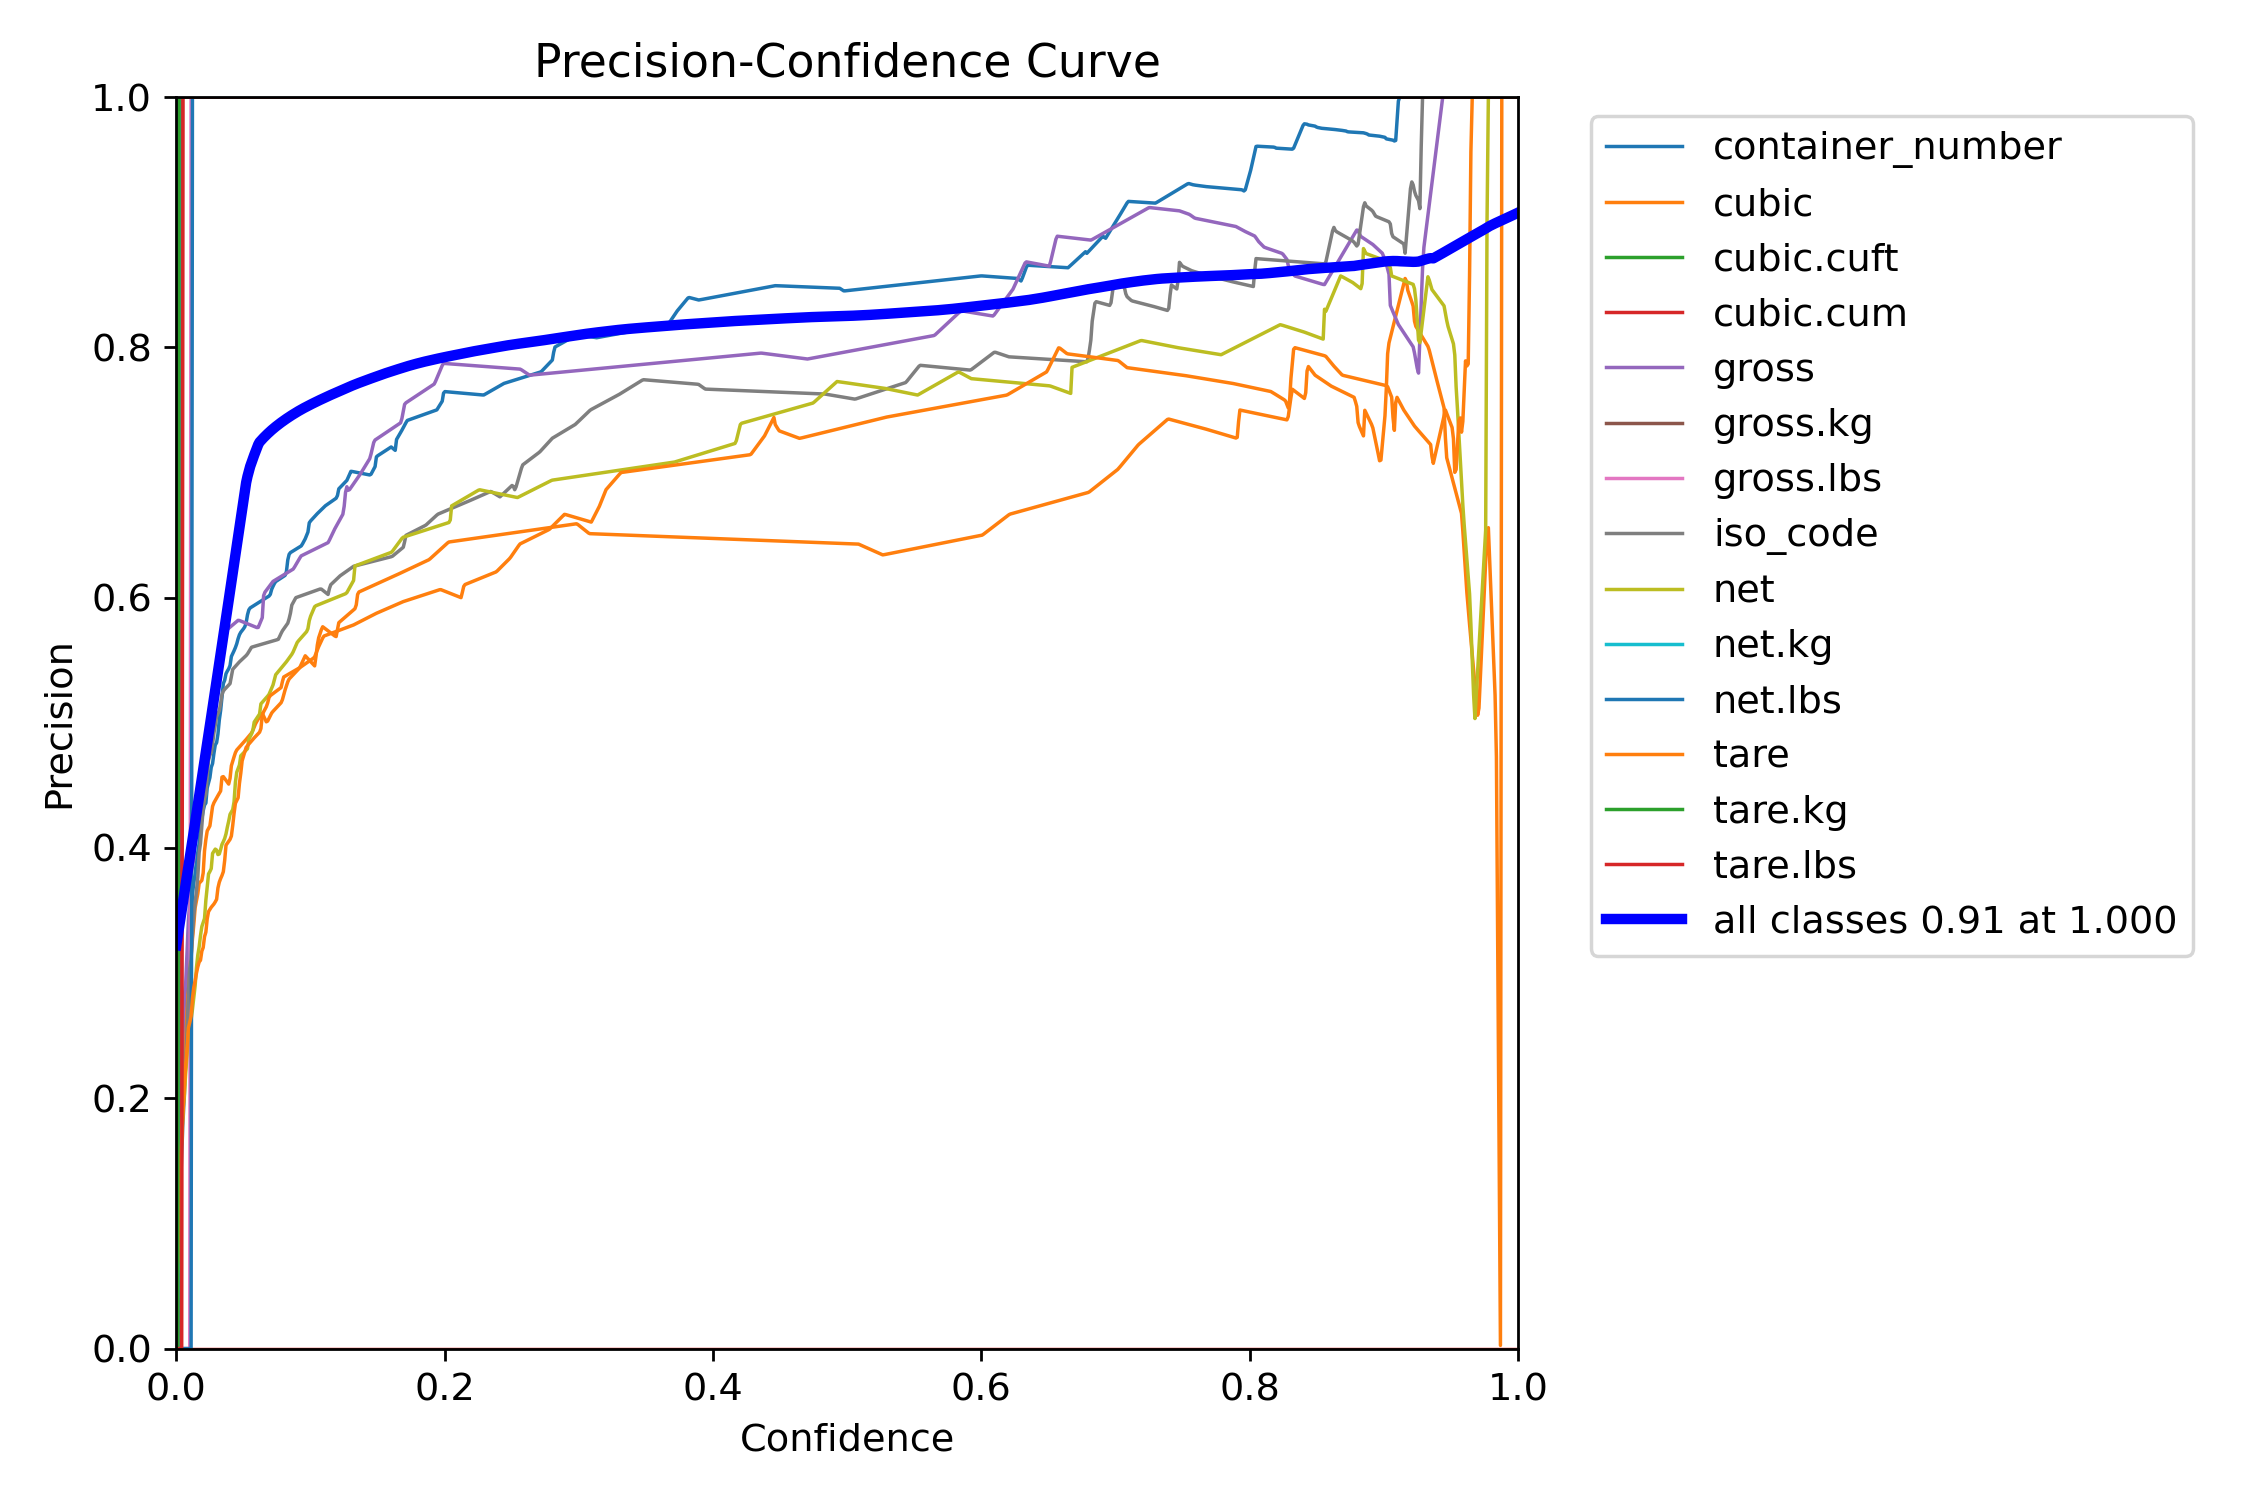 Precision-Confidence Curve
1.0
0.8
0.6
0.4
0.2
0.0
Precision
0.0 0.2 0.4 0.6 0.8 1.0
Confidence
container_number
cubic
cubic.cuft
cubic.cum
gross
gross.kg
gross.lbs
iso_code
net
net.kg
net.lbs
tare
tare.kg
tare.lbs
all classes 0.91 at 1.000